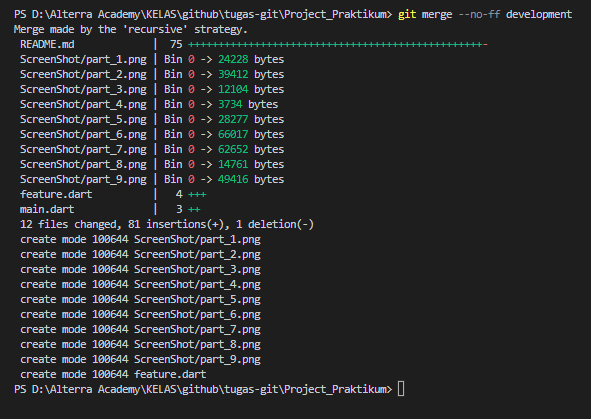 PS D:\Alterra Academy\KELAS\github\tugas-git\Project_Praktikum> git merge --no-ff development
Merge made by the 'recursive' strategy.
 README.md            |  75 +++++++++++++++++++++++++++++++++++++++++++++++++-
 ScreenShot/part_1.png | Bin 0 -> 24228 bytes
 ScreenShot/part_2.png | Bin 0 -> 39412 bytes
 ScreenShot/part_3.png | Bin 0 -> 12104 bytes
 ScreenShot/part_4.png | Bin 0 -> 3734 bytes
 ScreenShot/part_5.png | Bin 0 -> 28277 bytes
 ScreenShot/part_6.png | Bin 0 -> 66017 bytes
 ScreenShot/part_7.png | Bin 0 -> 62652 bytes
 ScreenShot/part_8.png | Bin 0 -> 14761 bytes
 ScreenShot/part_9.png | Bin 0 -> 49416 bytes
 feature.dart          |   4 +++
 main.dart             |   3 ++
 12 files changed, 81 insertions(+), 1 deletion(-)
 create mode 100644 ScreenShot/part_1.png
 create mode 100644 ScreenShot/part_2.png
 create mode 100644 ScreenShot/part_3.png
 create mode 100644 ScreenShot/part_4.png
 create mode 100644 ScreenShot/part_5.png
 create mode 100644 ScreenShot/part_6.png
 create mode 100644 ScreenShot/part_7.png
 create mode 100644 ScreenShot/part_8.png
 create mode 100644 ScreenShot/part_9.png
 create mode 100644 feature.dart
PS D:\Alterra Academy\KELAS\github\tugas-git\Project_Praktikum>